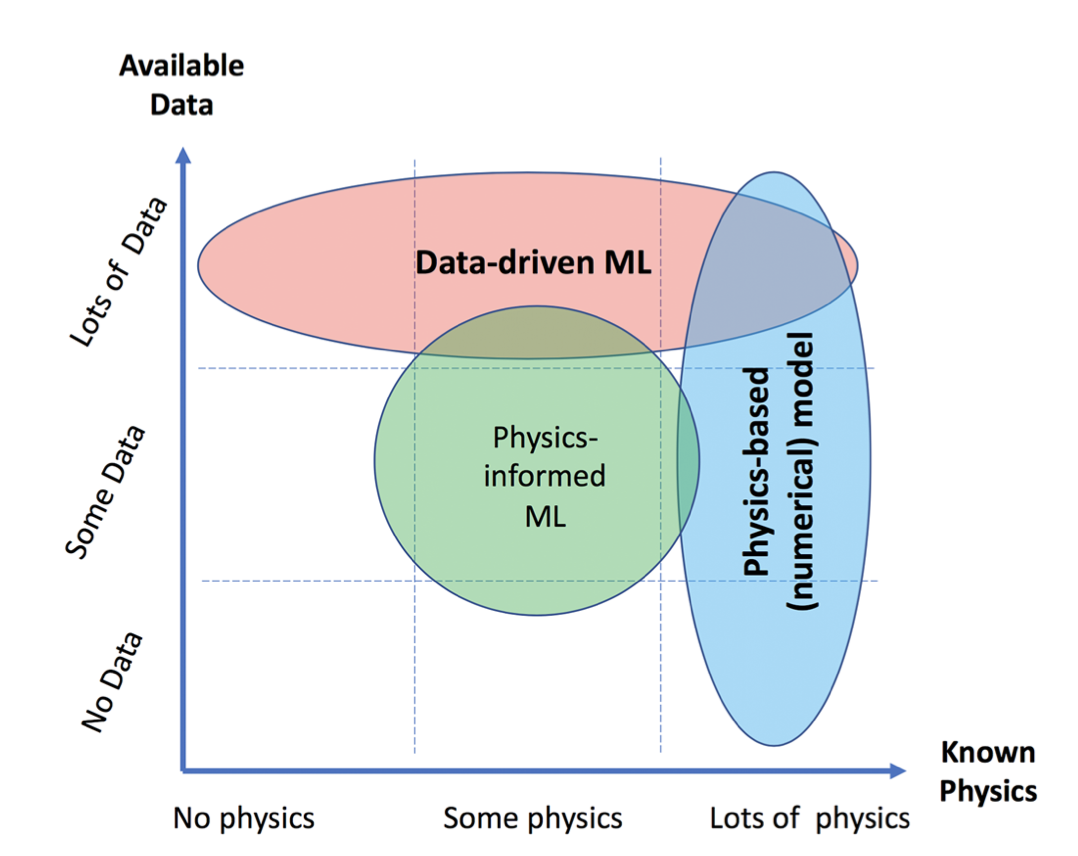 Available
Data
Lots of Data
Some Data
No Data
Data-driven ML
Physics-
informed
ML
Physics-based
(numerical) model
Known
Physics
No physics
Some physics
Lots of physics